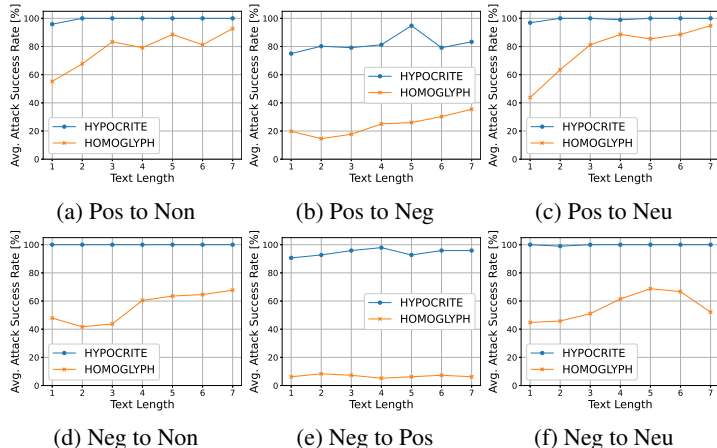 Avg. Attack Success Rate [%]
100
80
60
40
20
0
HYPOCRITE
HOMOGLYPH
1 2 3 4 5 6 7
Text Length
(a) Pos to Non
Avg. Attack Success Rate [%]
100
80
60
40
20
0
HYPOCRITE
HOMOGLYPH
1 2 3 4 5 6 7
Text Length
(b) Pos to Neg
Avg. Attack Success Rate [%]
100
80
60
40
20
0
HYPOCRITE
HOMOGLYPH
1 2 3 4 5 6 7
Text Length
(c) Pos to Neu
Avg. Attack Success Rate [%]
100
80
60
40
20
0
HYPOCRITE
HOMOGLYPH
1 2 3 4 5 6 7
Text Length
(d) Neg to Non
Avg. Attack Success Rate [%]
100
80
60
40
20
0
HYPOCRITE
HOMOGLYPH
1 2 3 4 5 6 7
Text Length
(e) Neg to Pos
Avg. Attack Success Rate [%]
100
80
60
40
20
0
HYPOCRITE
HOMOGLYPH
1 2 3 4 5 6 7
Text Length
(f) Neg to Neu